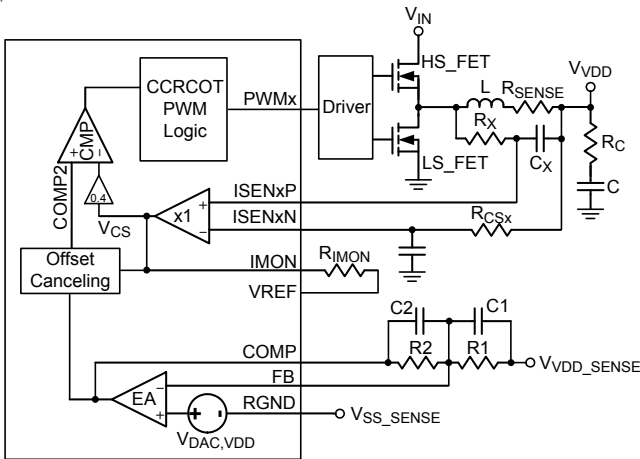 V_IN
HS_FET
CCRCOT
PWM
Logic
PWMx
Driver
L
R_SENSE
V_VDD
R_X
C_X
R_C
C
LS_FET
CMP
+
−
COMP2
0.4
V_CS
x1
+
−
ISENxP
ISENxN
R_CSx
Offset
Canceling
IMON
R_IMON
VREF
C2
C1
COMP
R2
R1
V_VDD_SENSE
FB
EA
−
+
+
-
RGND
V_SS_SENSE
V_DAC,VDD